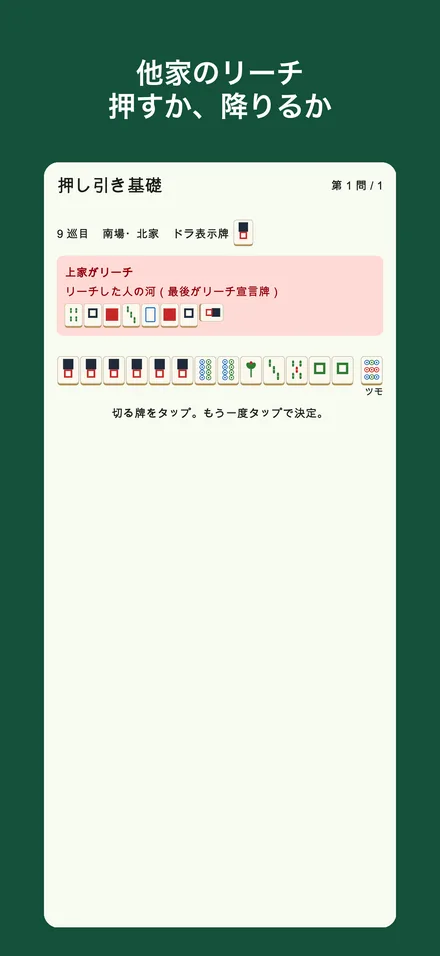 他家のリーチ
押すか、降りるか
押し引き基礎
第 1 問 / 1
9 巡目 南場・北家 ドラ表示牌
上家がリーチ
リーチした人の河 ( 最後がリーチ宣言牌 )
ツモ
切る牌をタップ。もう一度タップで決定。